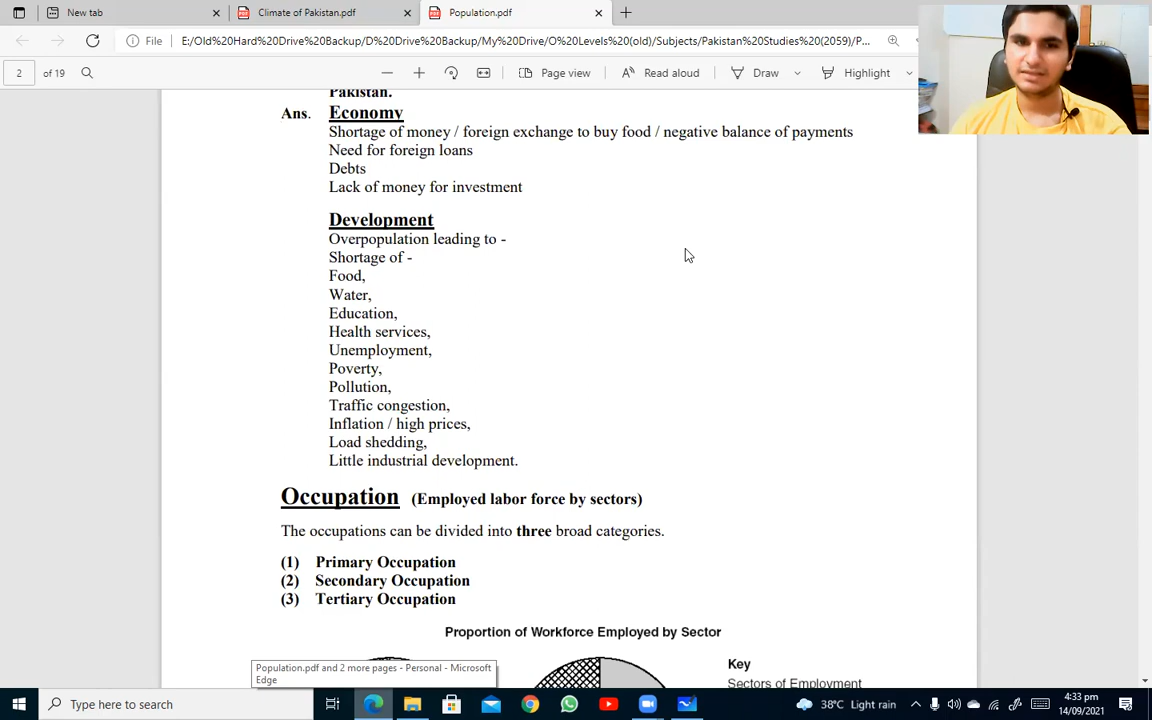 New tab
Climate of Pakistan.pdf
Population.pdf
File
E:/Old%20Hard%20Drive%20Backup/D%20Drive%20Backup/My%20Drive/O%20Levels%20(old)/Subjects/Pakistan%20Studies%20(2059)/P...
2 of 19
Page view
Read aloud
Draw
Highlight
Pakistan.
Ans. Economy
Shortage of money / foreign exchange to buy food / negative balance of payments
Need for foreign loans
Debts
Lack of money for investment
Development
Overpopulation leading to -
Shortage of -
Food,
Water,
Education,
Health services,
Unemployment,
Poverty,
Pollution,
Traffic congestion,
Inflation / high prices,
Load shedding,
Little industrial development.
Occupation (Employed labor force by sectors)
The occupations can be divided into three broad categories.
(1) Primary Occupation
(2) Secondary Occupation
(3) Tertiary Occupation
Proportion of Workforce Employed by Sector
Key
Sectors of Employment
Population.pdf and 2 more pages - Personal - Microsoft
Edge
Type here to search
38°C Light rain
4:33 pm
14/09/2021